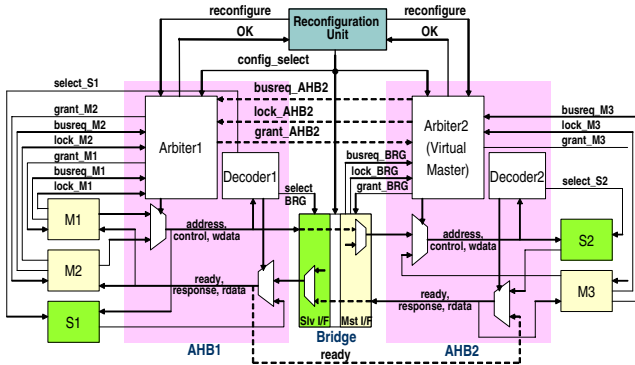 reconfigure
reconfigure
Reconfiguration
Unit
OK
OK
config_select
select_S1
busreq_AHB2
grant_M2
busreq_M2
lock_AHB2
lock_M2
grant_AHB2
grant_M1
busreq_M1
lock_M1
Arbiter1
Arbiter2
(Virtual
Master)
busreq_M3
lock_M3
grant_M3
busreq_BRG
lock_BRG
grant_BRG
Decoder1
select
BRG
Decoder2
select_S2
M1
address,
control, wdata
address,
control, wdata
S2
M2
ready,
response, rdata
ready,
response, rdata
M3
S1
Slv I/F
Mst I/F
AHB1
Bridge
AHB2
ready